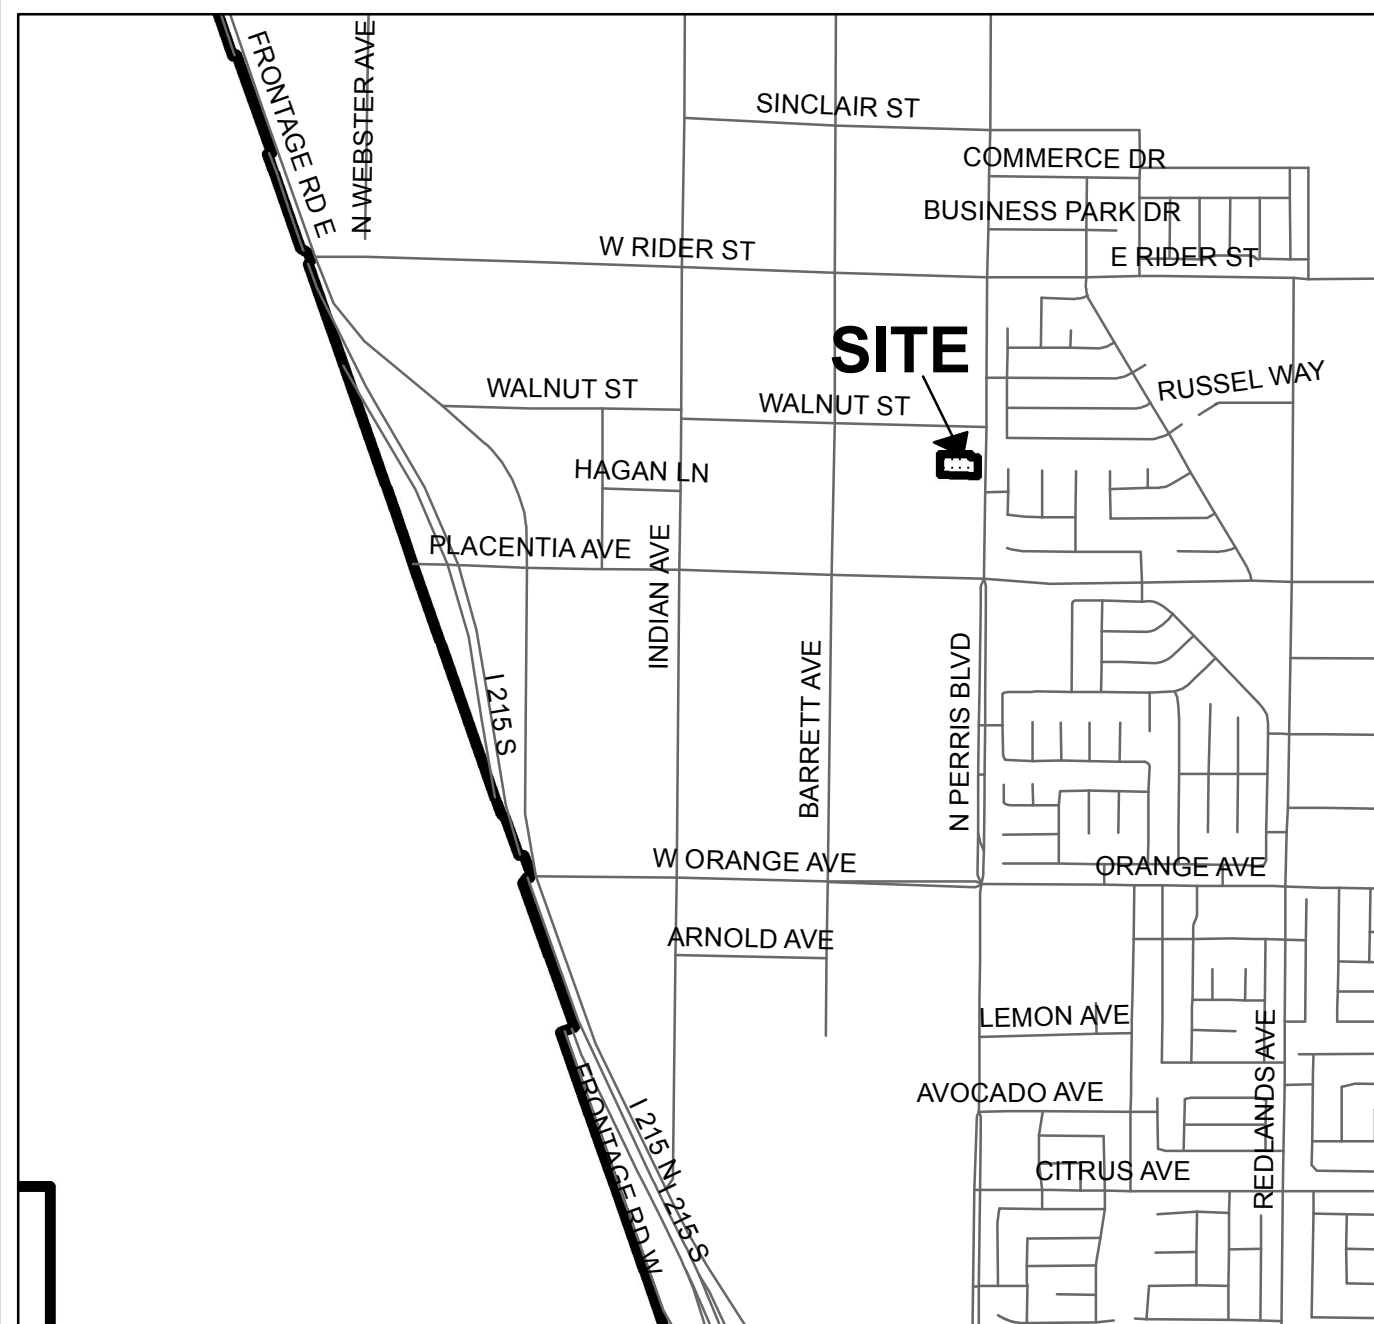 FRONTAGE RD E
N WEBSTER AVE
SINCLAIR ST
COMMERCE DR
BUSINESS PARK DR
W RIDER ST
E RIDER ST
SITE
RUSSEL WAY
WALNUT ST
WALNUT ST
HAGAN LN
PLACENTIA AVE
INDIAN AVE
BARRETT AVE
N PERRIS BLVD
I 215 S
W ORANGE AVE
ORANGE AVE
ARNOLD AVE
LEMON AVE
REDLANDS AVE
AVOCADO AVE
CITRUS AVE
FRONTAGE RD W
I 215 N
I 215 S